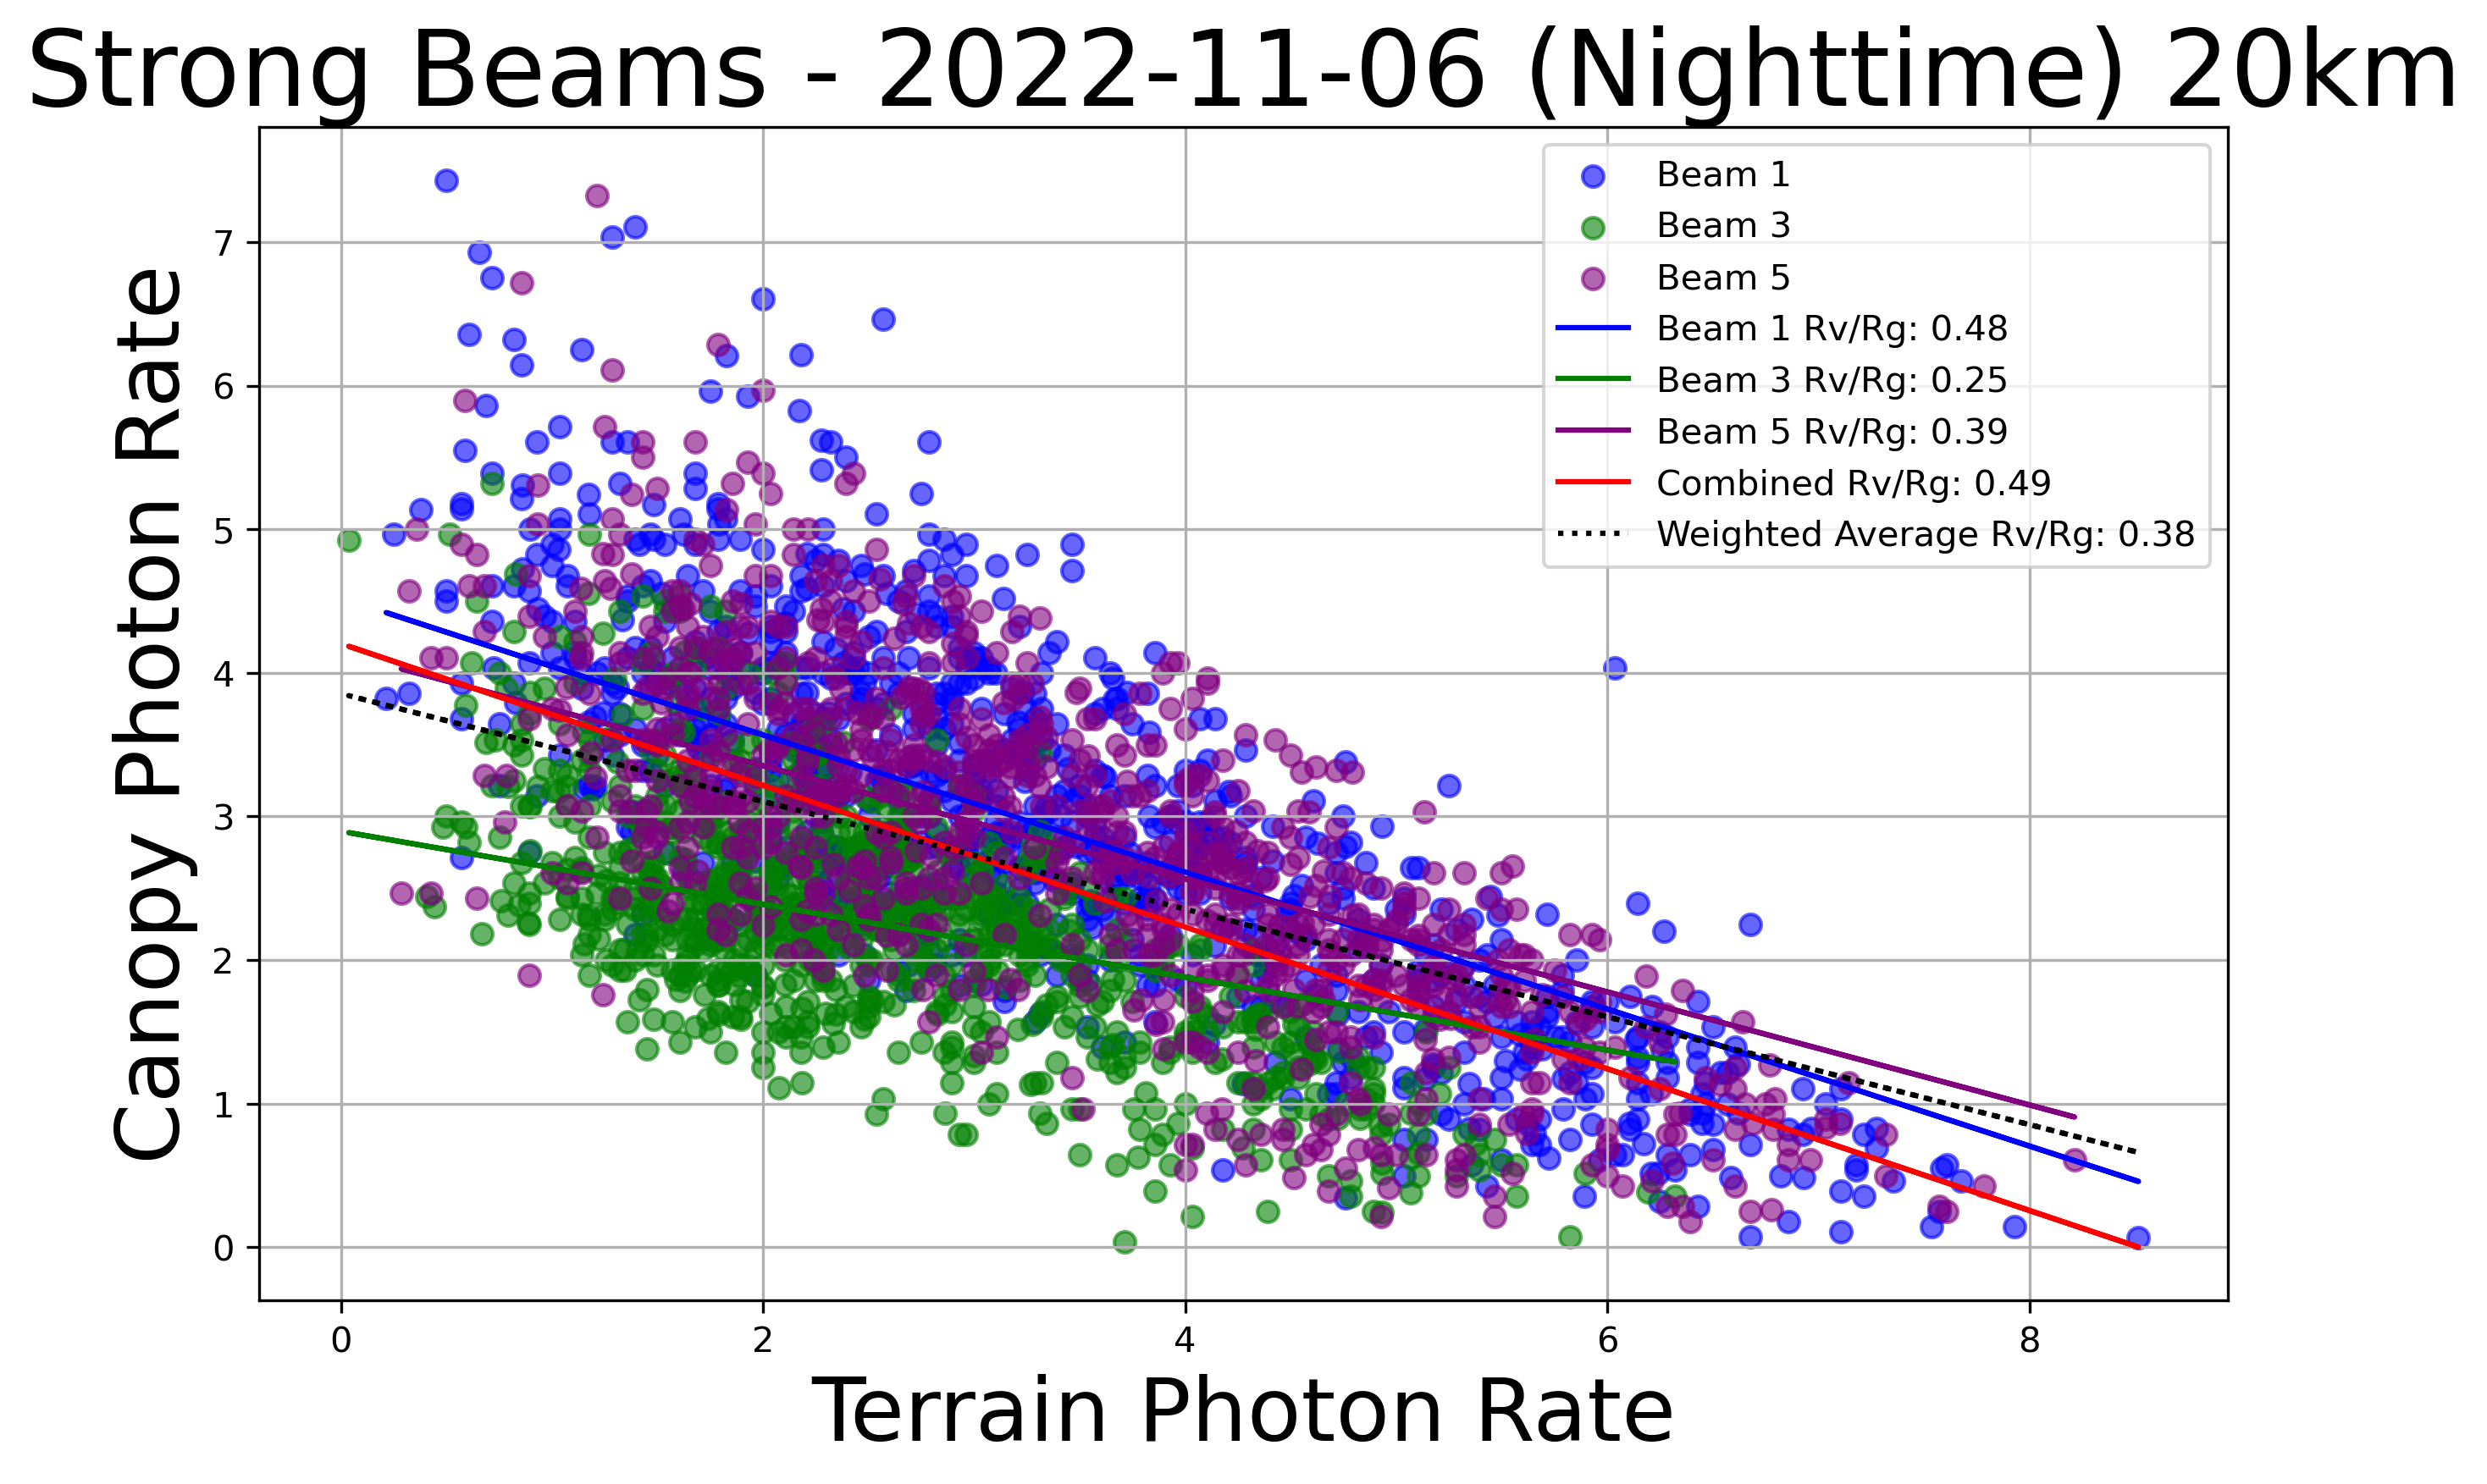 Strong Beams - 2022-11-06 (Nighttime) 20km
Canopy Photon Rate
7
6
5
4
3
2
1
0
Beam 1
Beam 3
Beam 5
Beam 1 Rv/Rg: 0.48
Beam 3 Rv/Rg: 0.25
Beam 5 Rv/Rg: 0.39
Combined Rv/Rg: 0.49
Weighted Average Rv/Rg: 0.38
0 2 4 6 8
Terrain Photon Rate